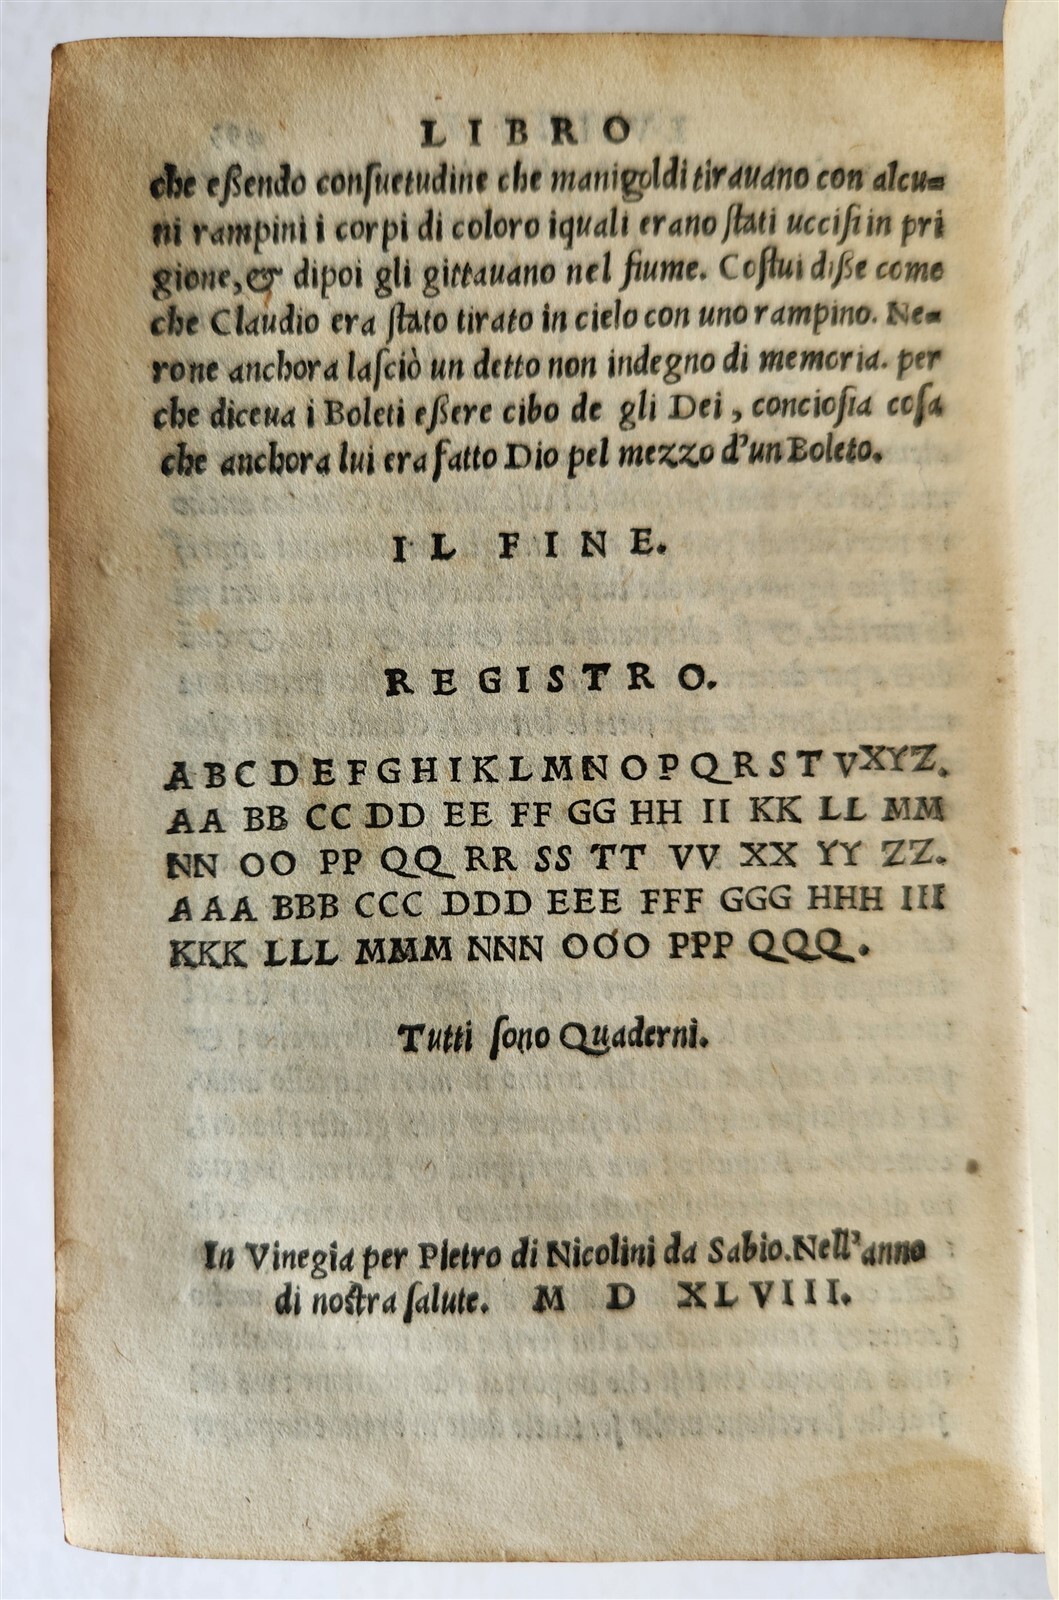 LIBRO
che eßendo conſuetudine che manigoldi tirauano con alcu=
ni rampini i corpi di coloro iquali erano ſtati ucciſi in pri
gione, & dipoi gli gittauano nel fiume. Coſtui diße come
che Claudio era ſtato tirato in cielo con uno rampino. Ne=
rone anchora laſciò un detto non indegno di memoria. per
che diceua i Boleti eßere cibo de gli Dei, concioſia coſa
che anchora lui era fatto Dio pel mezzo d'un Boleto.
IL FINE.
REGISTRO.
A B C D E F G H I K L M N O P Q R S T V X Y Z.
AA BB CC DD EE FF GG HH II KK LL MM
NN OO PP QQ RR SS TT VV XX YY ZZ.
AAA BBB CCC DDD EEE FFF GGG HHH III
KKK LLL MMM NNN OOO PPP QQQ.
Tutti ſono Quaderni.
In Vinegia per Pietro di Nicolini da Sabio. Nell'anno
di noſtra ſalute. M D XLVIII.